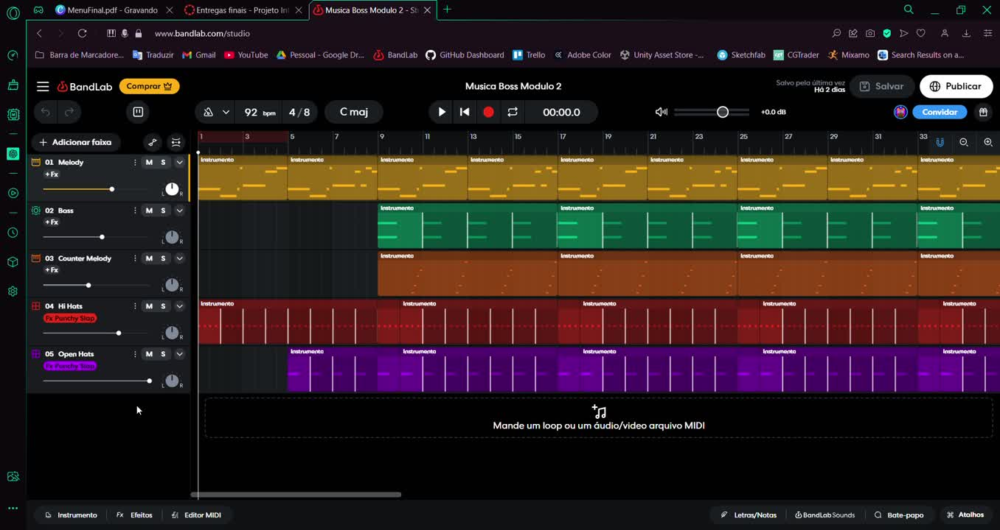 MenuFinal.pdf - Gravando
Entregas finais - Projeto Int
Musica Boss Modulo 2 - St
www.bandlab.com/studio
Barra de Marcadore...
Traduzir
Gmail
YouTube
Pessoal - Google Dr...
BandLab
GitHub Dashboard
Trello
Adobe Color
Unity Asset Store -...
Sketchfab
CGTrader
Mixamo
Search Results on a...
BandLab
Comprar
Musica Boss Modulo 2
Salvo pela última vez
Há 2 dias
Salvar
Publicar
92 bpm
4 / 8
C maj
00:00.0
+0.0 dB
Convidar
+ Adicionar faixa
1 3 5 7 9 11 13 15 17 19 21 23 25 27 29 31 33
01 Melody
M S
+ Fx
L R
Instrumento Instrumento Instrumento Instrumento Instrumento Instrumento Instrumento Instrumento Instrumento
02 Bass
M S
+ Fx
L R
Instrumento Instrumento Instrumento Instrumento
03 Counter Melody
M S
+ Fx
L R
Instrumento Instrumento Instrumento Instrumento
04 Hi Hats
M S
Fx Punchy Slap
L R
Instrumento Instrumento Instrumento Instrumento Instrumento
05 Open Hats
M S
Fx Punchy Slap
L R
Instrumento Instrumento Instrumento Instrumento Instrumento
Mande um loop ou um áudio/video arquivo MIDI
Instrumento
Fx Efeitos
Editor MIDI
Letras/Notas
BandLab Sounds
Bate-papo
Atalhos